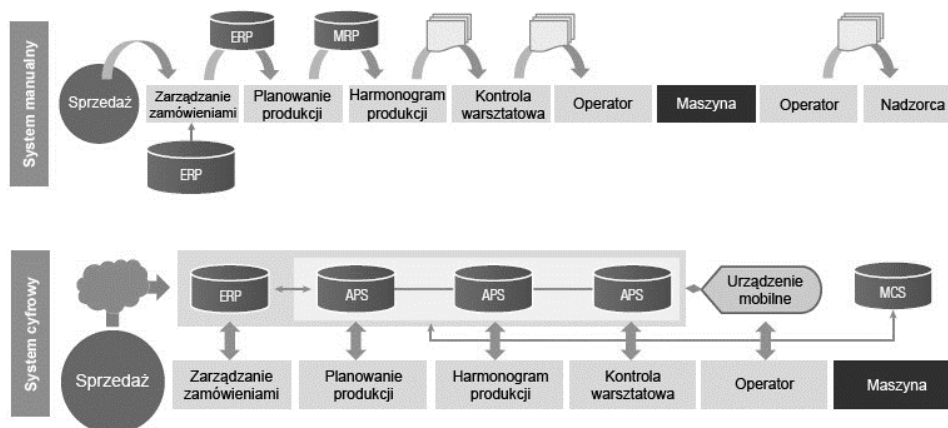 System manualny
ERP
MRP
Sprzedaż
Zarządzanie
zamówieniami
Planowanie
produkcji
Harmonogram
produkcji
Kontrola
warsztatowa
Operator
Maszyna
Operator
Nadzorca
ERP
System cyfrowy
ERP
APS
APS
APS
Urządzenie
mobilne
MCS
Sprzedaż
Zarządzanie
zamówieniami
Planowanie
produkcji
Harmonogram
produkcji
Kontrola
warsztatowa
Operator
Maszyna